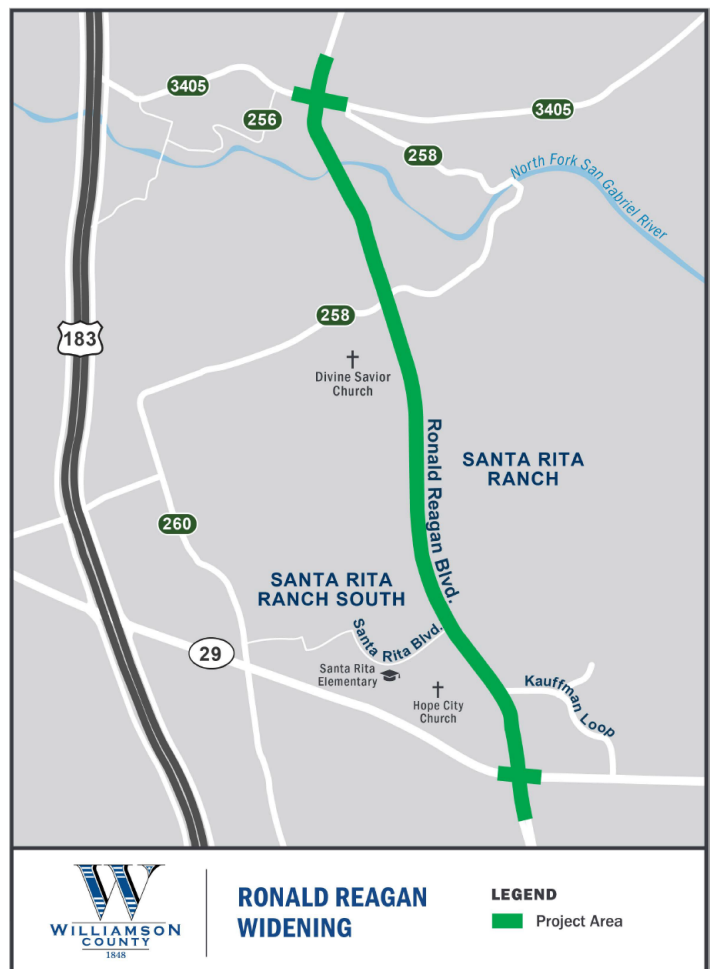 3405
256
3405
258
North Fork San Gabriel River
258
183
Divine Savior
Church
Ronald Reagan Blvd.
SANTA RITA
RANCH
260
SANTA RITA
RANCH SOUTH
Santa Rita Blvd.
29
Santa Rita
Elementary
Kauffman Loop
Hope City
Church
W
WILLIAMSON
COUNTY
1848
RONALD REAGAN
WIDENING
LEGEND
Project Area